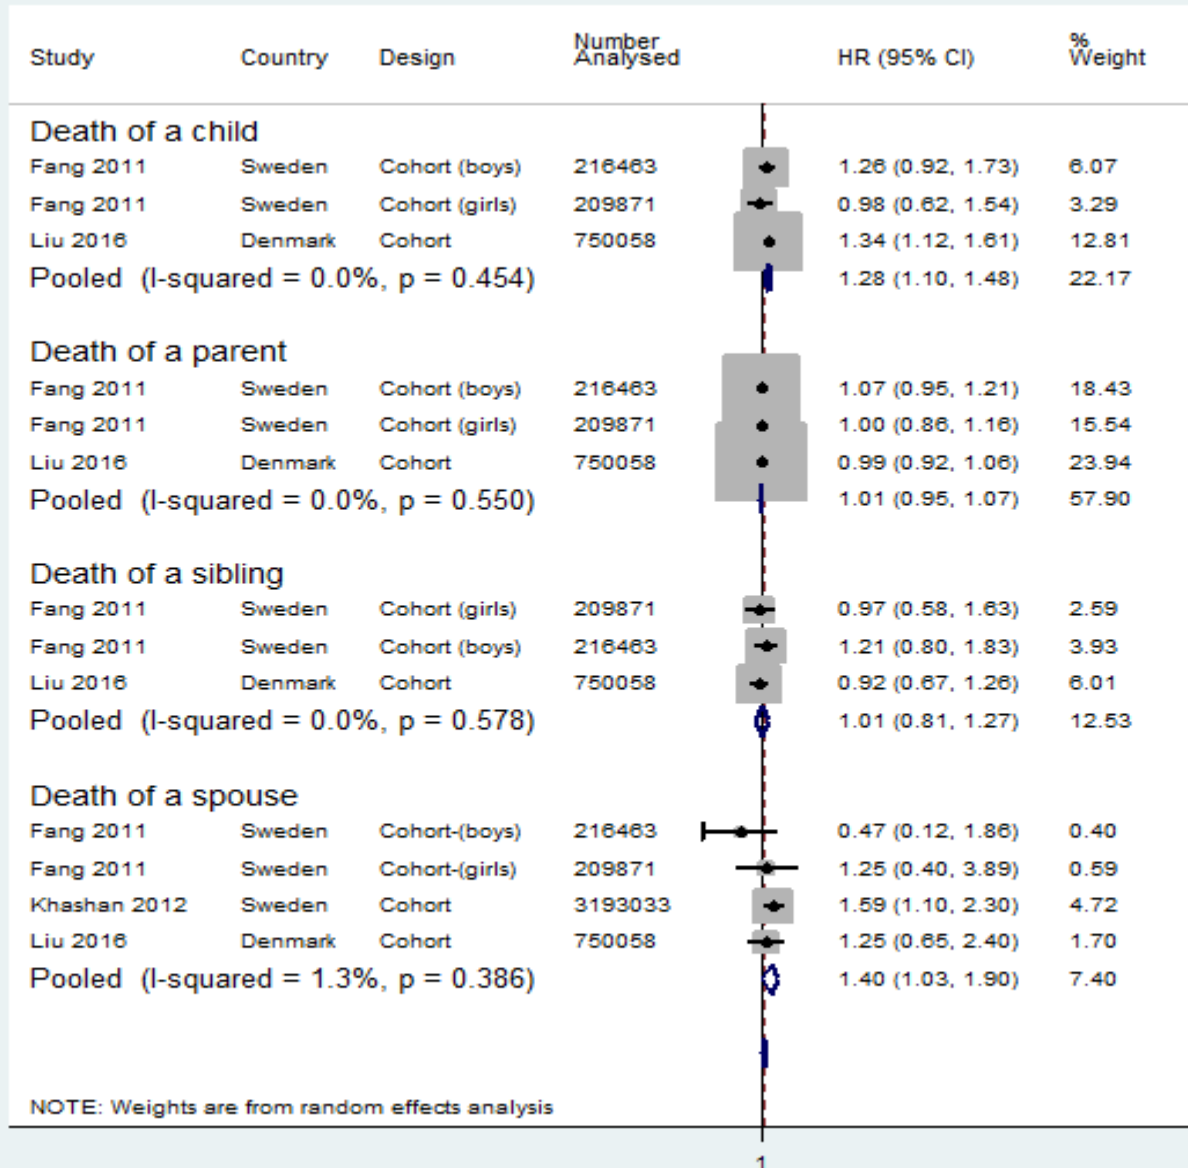 Study Country Design Number Analysed HR (95% CI) % Weight
Death of a child
Fang 2011 Sweden Cohort (boys) 216463 1.26 (0.92, 1.73) 6.07
Fang 2011 Sweden Cohort (girls) 209871 0.98 (0.62, 1.54) 3.29
Liu 2016 Denmark Cohort 750058 1.34 (1.12, 1.61) 12.81
Pooled (I-squared = 0.0%, p = 0.454) 1.28 (1.10, 1.48) 22.17
Death of a parent
Fang 2011 Sweden Cohort (boys) 216463 1.07 (0.95, 1.21) 18.43
Fang 2011 Sweden Cohort (girls) 209871 1.00 (0.86, 1.16) 15.54
Liu 2016 Denmark Cohort 750058 0.99 (0.92, 1.06) 23.94
Pooled (I-squared = 0.0%, p = 0.550) 1.01 (0.95, 1.07) 57.90
Death of a sibling
Fang 2011 Sweden Cohort (girls) 209871 0.97 (0.58, 1.63) 2.59
Fang 2011 Sweden Cohort (boys) 216463 1.21 (0.80, 1.83) 3.93
Liu 2016 Denmark Cohort 750058 0.92 (0.67, 1.26) 6.01
Pooled (I-squared = 0.0%, p = 0.578) 1.01 (0.81, 1.27) 12.53
Death of a spouse
Fang 2011 Sweden Cohort-(boys) 216463 0.47 (0.12, 1.86) 0.40
Fang 2011 Sweden Cohort-(girls) 209871 1.25 (0.40, 3.89) 0.59
Khashan 2012 Sweden Cohort 3193033 1.59 (1.10, 2.30) 4.72
Liu 2016 Denmark Cohort 750058 1.25 (0.65, 2.40) 1.70
Pooled (I-squared = 1.3%, p = 0.386) 1.40 (1.03, 1.90) 7.40
NOTE: Weights are from random effects analysis
1